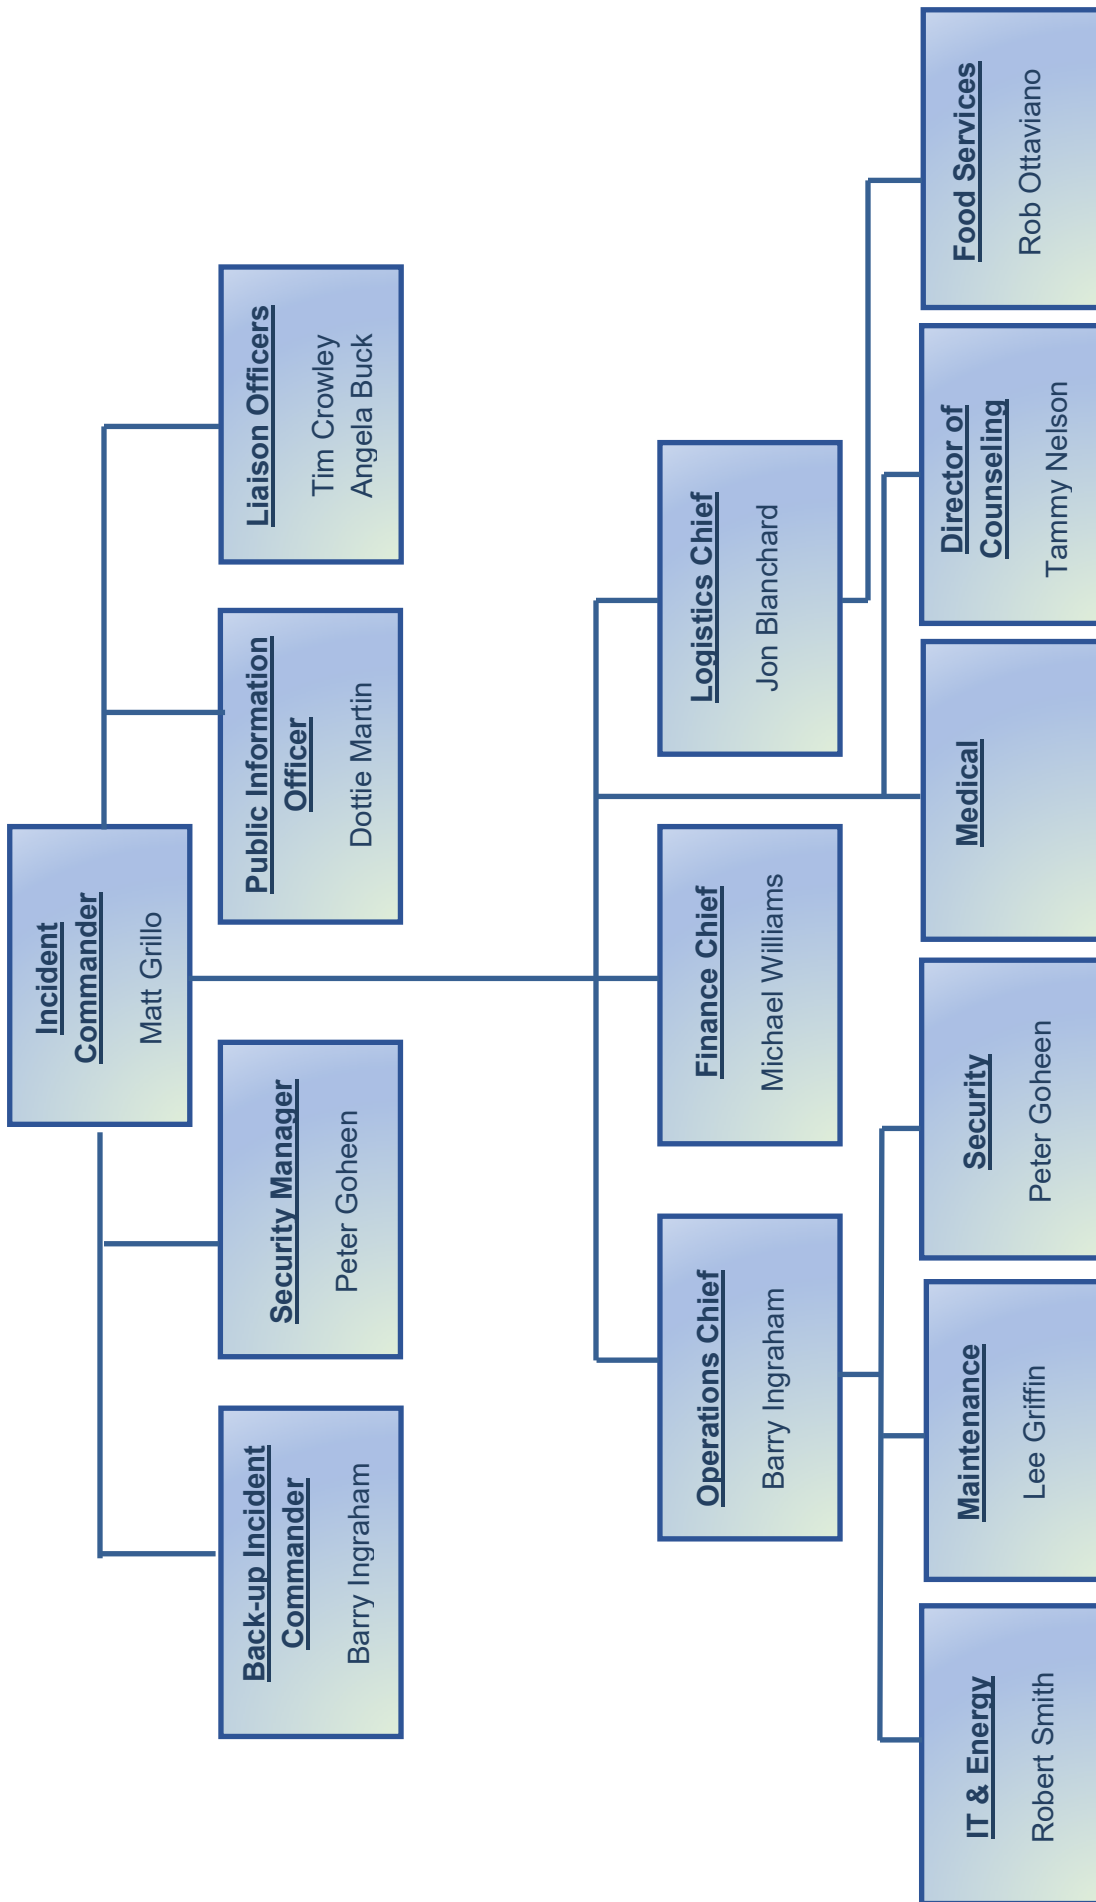 Incident
Commander
Matt Grillo
Back-up Incident
Commander
Barry Ingraham
Security Manager
Peter Goheen
Public Information
Officer
Dottie Martin
Liaison Officers
Tim Crowley
Angela Buck
Operations Chief
Barry Ingraham
Finance Chief
Michael Williams
Logistics Chief
Jon Blanchard
IT & Energy
Robert Smith
Maintenance
Lee Griffin
Security
Peter Goheen
Medical
Director of
Counseling
Tammy Nelson
Food Services
Rob Ottaviano